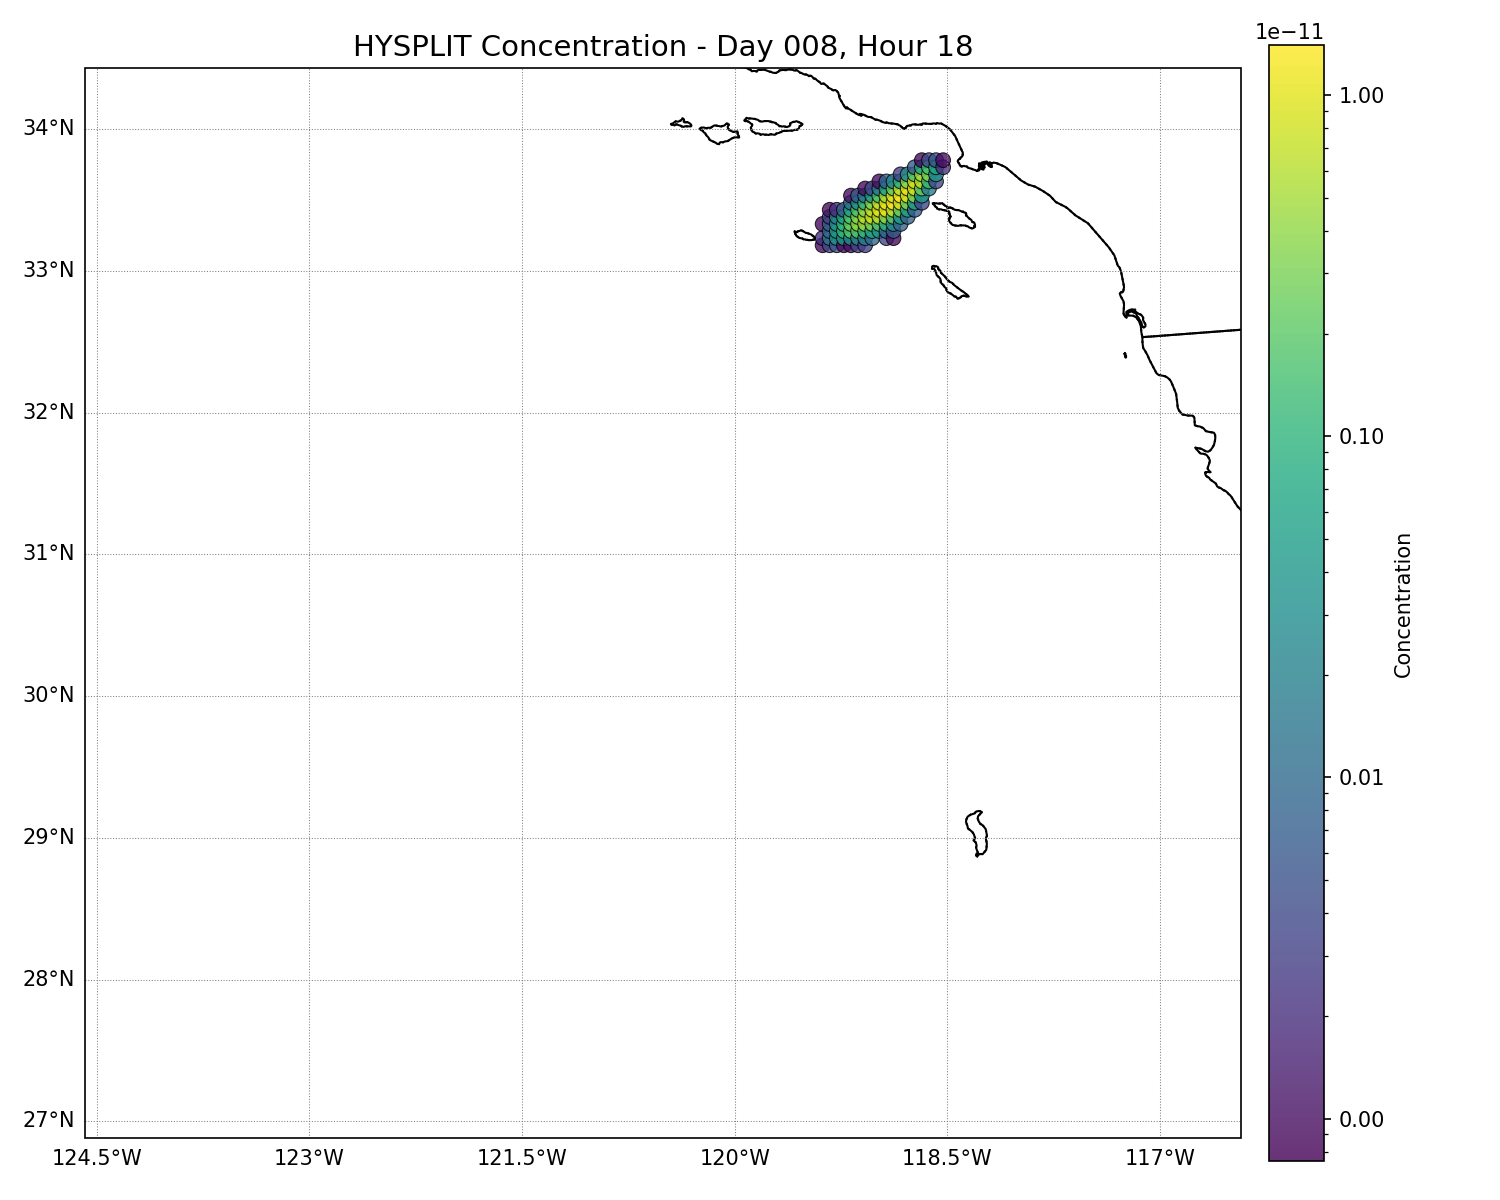 HYSPLIT Concentration - Day 008, Hour 18
1e−11
34°N
33°N
32°N
31°N
30°N
29°N
28°N
27°N
124.5°W
123°W
121.5°W
120°W
118.5°W
117°W
1.00
0.10
0.01
0.00
Concentration